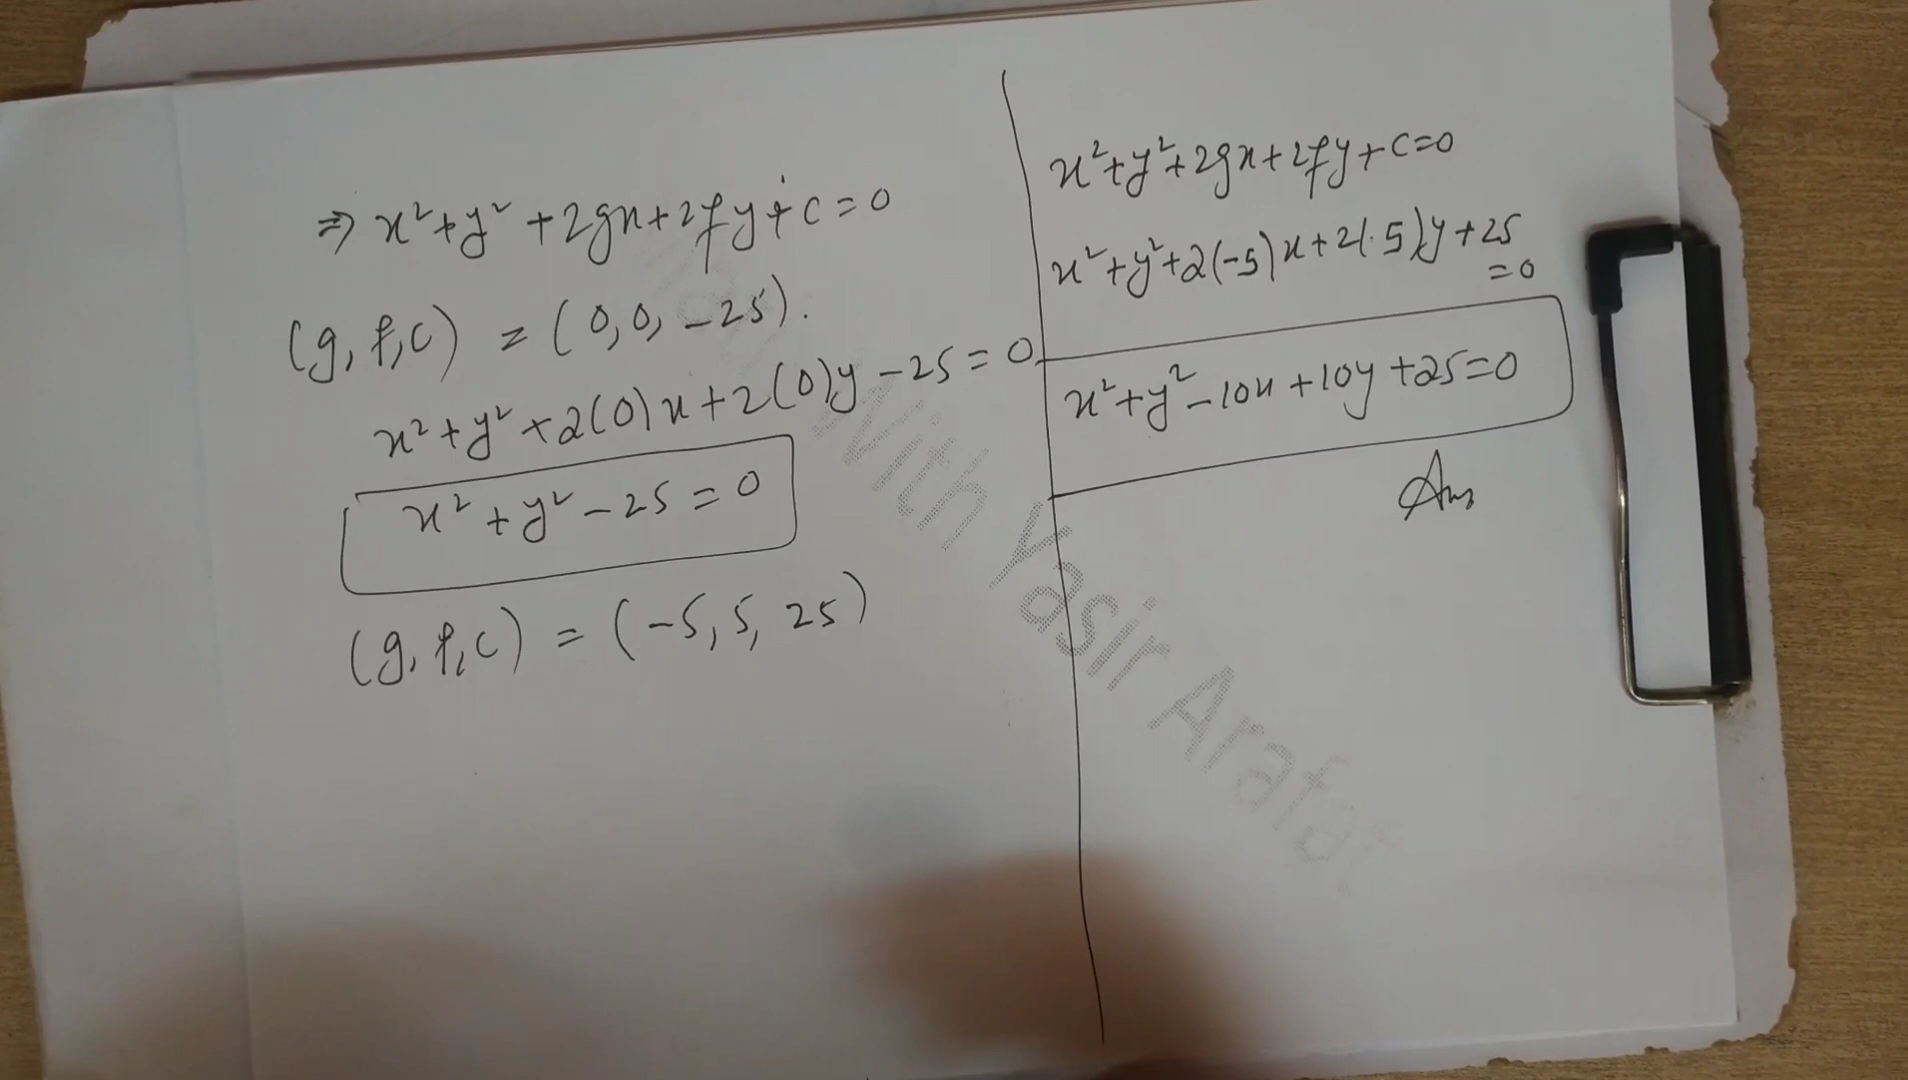 ⇒ x²+y²+2gx+2fy+c=0
(g, f, c) = (0, 0, -25).
x²+y²+2(0)x+2(0)y-25=0
x²+y²-25=0
(g, f, c) = (-5, 5, 25)
x²+y²+2gx+2fy+c=0
x²+y²+2(-5)x+2(5)y+25
=0
x²+y²-10x+10y+25=0
Ans
with Yasir Arafat